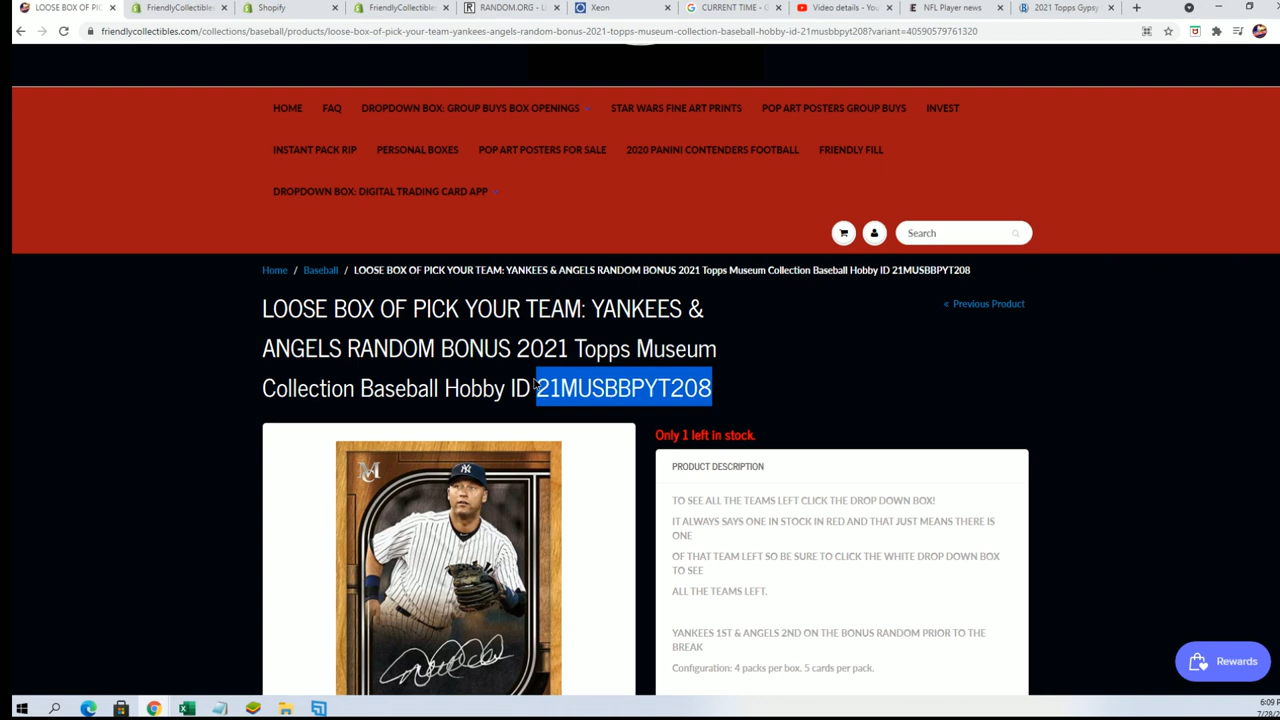 LOOSE BOX OF PIC
FriendlyCollectibles
Shopify
FriendlyCollectibles
RANDOM.ORG - L
Xeon
CURRENT TIME - G
Video details - You
NFL Player news
2021 Topps Gypsy
friendlycollectibles.com/collections/baseball/products/loose-box-of-pick-your-team-yankees-angels-random-bonus-2021-topps-museum-collection-baseball-hobby-id-21musbbpyt208?variant=40590579761320
HOME FAQ DROPDOWN BOX: GROUP BUYS BOX OPENINGS STAR WARS FINE ART PRINTS POP ART POSTERS GROUP BUYS INVEST
INSTANT PACK RIP PERSONAL BOXES POP ART POSTERS FOR SALE 2020 PANINI CONTENDERS FOOTBALL FRIENDLY FILL
DROPDOWN BOX: DIGITAL TRADING CARD APP
Search
Home / Baseball / LOOSE BOX OF PICK YOUR TEAM: YANKEES & ANGELS RANDOM BONUS 2021 Topps Museum Collection Baseball Hobby ID 21MUSBBPYT208
« Previous Product
LOOSE BOX OF PICK YOUR TEAM: YANKEES &
ANGELS RANDOM BONUS 2021 Topps Museum
Collection Baseball Hobby ID 21MUSBBPYT208
Only 1 left in stock.
PRODUCT DESCRIPTION
TO SEE ALL THE TEAMS LEFT CLICK THE DROP DOWN BOX!
IT ALWAYS SAYS ONE IN STOCK IN RED AND THAT JUST MEANS THERE IS
ONE
OF THAT TEAM LEFT SO BE SURE TO CLICK THE WHITE DROP DOWN BOX
TO SEE
ALL THE TEAMS LEFT.
YANKEES 1ST & ANGELS 2ND ON THE BONUS RANDOM PRIOR TO THE
BREAK
Configuration: 4 packs per box. 5 cards per pack.
Rewards
6:09 P
7/28/2